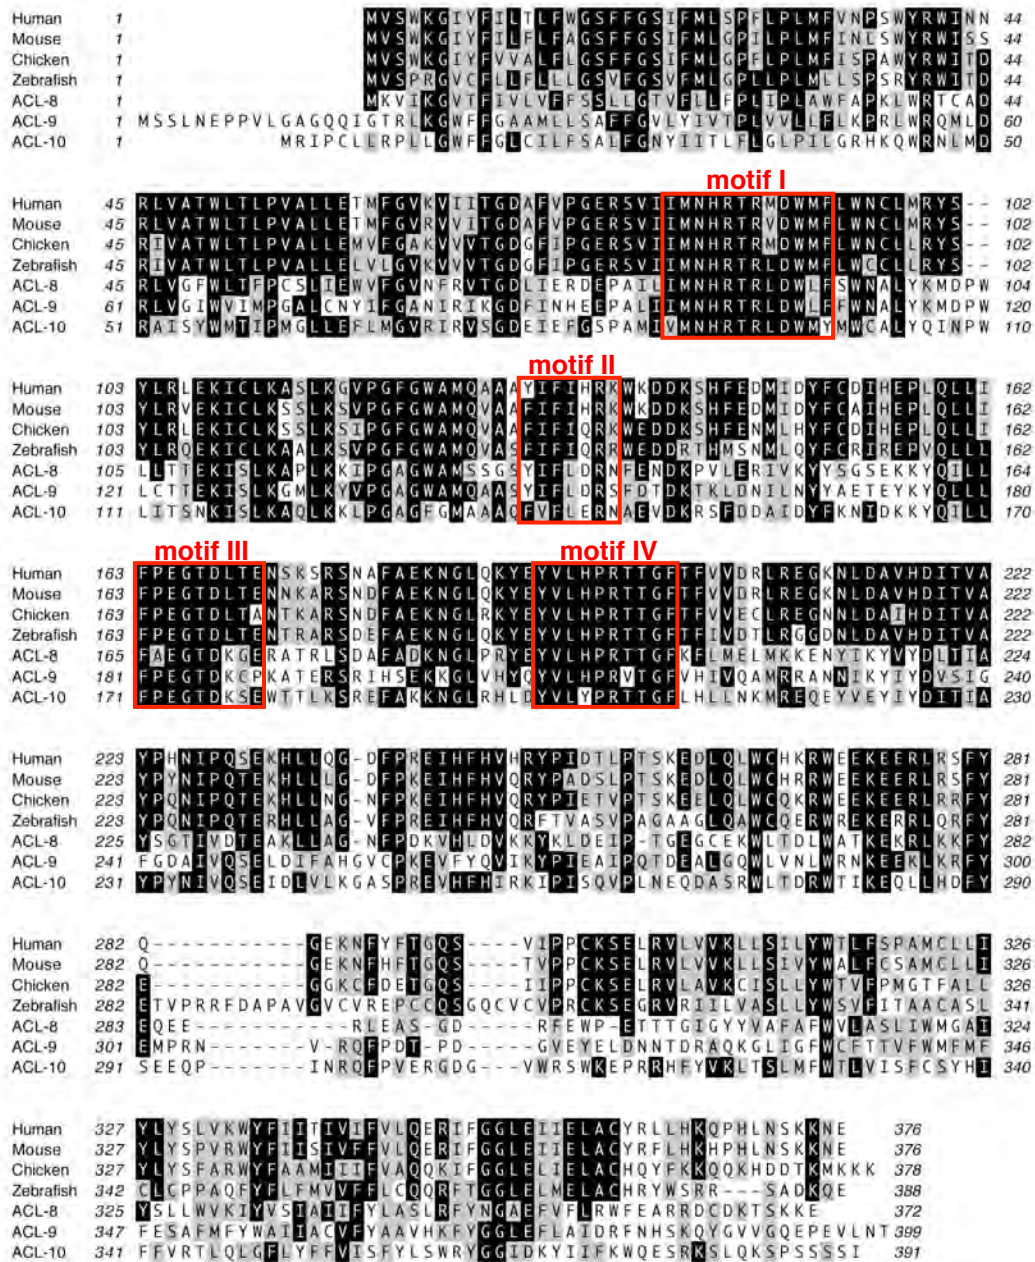 Human 1 MVSWKGIYFILTLFWGSFFGSIFMLSPFLPLMFVNPSWYRWINN 44
Mouse 1 MVSWKGIYFILFLFAGSFFGSIFMLGPILPLMFINLSWYRWISS 44
Chicken 1 MVSWKGIYFVVALFLGSFFGSIFMLGPFLPLMFISPAWYRWITD 44
Zebrafish 1 MVSPRGVCFLLFLLLGSVFGSVFMLGPLLPLMLLSPSRYRWITD 44
ACL-8 1 MKVIKGVTFIVLVFFSSLLGTVFLLFPLIPLAWFAPKLWRTCAD 44
ACL-9 1 MSSLNEPPVLGAGQQIGTRLKGWFFGAAMLLSAFFGVLYIVTPLVVLLFLKPRLWRQMLD 60
ACL-10 1 MRIPCLLRPLLGWFFGLCILFSALFGNYIITLFLGLPILGRHKQWRNLMD 50
motif I
Human 45 RLVATWLTLPVALLETMFGVKVIITGDAFVPGERSVIIMNHRTRMDWMFLWNCLMRYS-- 102
Mouse 45 RLVATWLTLPVALLETMFGVRVVITGDAFVPGERSVIIMNHRTRVDWMFLWNCLMRYS-- 102
Chicken 45 RIVATWLTLPVALLEMVFGAKVVVTGDGFIPGERSVIIMNHRTRMDWMFLWNCLLRYS-- 102
Zebrafish 45 RIVATWLTLPVALLELVLGVKVVVTGDGFIPGERSVIIMNHRTRLDWMFLWCCLLRYS-- 102
ACL-8 45 RLVGFWLTFPCSLIEWVFGVNFRVTGDLIERDEPAILIMNHRTRLDWLFSWNALYKMDPW 104
ACL-9 61 RLVGIWVIMPGALCNYIFGANIRIKGDFINHEEPALIIMNHRTRLDWLFFWNALYKMDPW 120
ACL-10 51 RAISYWMTIPMGLLEFLMGVRIRVSGDEIEFGSPAMIVMNHRTRLDWMYMWCALYQINPW 110
motif II
Human 103 YLRLEKICLKASLKGVPGFGWAMQAAAYIFIHRKWKDDKSHFEDMIDYFCDIHEPLQLLI 162
Mouse 103 YLRVEKICLKSSLKSVPGFGWAMQVAAFIFIHRKWKDDKSHFEDMIDYFCAIHEPLQLLI 162
Chicken 103 YLRLEKICLKSSLKSIPGFGWAMQVAAFIFIQRKWEDDKSHFENMLHYFCDIHEPLQLLI 162
Zebrafish 103 YLRQEKICLKAALKSVPGFGWAMQVASFIFIQRRWEDDRTHMSNMLQYFCRIREPVQLLI 162
ACL-8 105 LLTTEKISLKAPLKKIPGAGWAMSSGSYIFLDRNFENDKPVLERIVKYYSGSEKKYQILL 164
ACL-9 121 LCTTEKISLKGMLKYVPGAGWAMQAASYIFLDRSFDTDKTKLDNILNYYAETEYKYQLLL 180
ACL-10 111 LITSNKISLKAQLKKLPGAGFGMAAAQFVFLERNAEVDKRSFDDAIDYFKNIDKKYQILL 170
motif III motif IV
Human 163 FPEGTDLTENSKSRSNAFAEKNGLQKYEYVLHPRTTGFTFVVDRLREGKNLDAVHDITVA 222
Mouse 163 FPEGTDLTENNKARSNDFAEKNGLQKYEYVLHPRTTGFTFVVDRLREGKNLDAVHDITVA 222
Chicken 163 FPEGTDLTANTKARSNDFAEKNGLRKYEYVLHPRTTGFTFVVECLREGNNLDAIHDITVA 222
Zebrafish 163 FPEGTDLTENTRARSDEFAEKNGLQKYEYVLHPRTTGFTFIVDTLRGGDNLDAVHDITVA 222
ACL-8 165 FAEGTDKGERATRLSDAFADKNGLPRYEYVLHPRTTGFKFLMELMKKENYIKYVYDLTIA 224
ACL-9 181 FPEGTDKCPKATERSRIHSEKKGLVHYQYVLHPRVTGFVHIVQAMRRANNIKYIYDVSIG 240
ACL-10 171 FPEGTDKSEWTTLKSREFAKKNGLRHLDYVLYPRTTGFLHLLNKMREQEYVEYIYDITIA 230
Human 223 YPHNIPQSEKHLLQG-DFPREIHFHVHRYPIDTLPTSKEDLQLWCHKRWEEKEERLRSFY 281
Mouse 223 YPYNIPQTEKHLLLG-DFPKEIHFHVQRYPADSLPTSKEDLQLWCHRRWEEKEERLRSFY 281
Chicken 223 YPQNIPQTEKHLLNG-NFPKEIHFHVQRYPIETVPTSKEELQLWCQKRWEEKEERLRRFY 281
Zebrafish 223 YPQNIPQTERHLLAG-VFPREIHFHVQRFTVASVPAGAAGLQAWCQERWREKERRLQRFY 281
ACL-8 225 YSGTIVDTEAKLLAG-NFPDKVHLDVKKYKLDEIP-TGEGCEKWLTDLWATKEKRLKKFY 282
ACL-9 241 FGDAIVQSELDIFAHGVCPKEVFYQVIKYPIEAIPQTDEALGQWLVNLWRNKEEKLKRFY 300
ACL-10 231 YPYNIVQSEIDLVLKGASPREVHFHIRKIPISQVPLNEQDASRWLTDRWTIKEQLLHDFY 290
Human 282 Q-----------GEKNFYFTGQS----VIPPCKSELRVLVVKLLSILYWTLFSPAMCLLI 326
Mouse 282 Q-----------GEKNFHFTGQS----TVPPCKSELRVLVVKLLSIVYWALFCSAMCLLI 326
Chicken 282 E-----------GGKCFDETGQS----IIPPCKSELRVLAVKCISLLYWTVFPMGTFALL 326
Zebrafish 282 ETVPRRFDAPAVGVCVREPCCQSGQCVCVPRCKSEGRVRIILVASLLYWSVFITAACASL 341
ACL-8 283 EQEE-----------RLEAS-GD----RFEWP-ETTTGIGYYVAFAFWVLASLIWMGAI 324
ACL-9 301 EMPRN--------V-RQFPDT-PD---GVEYELDNNTDRAQKGLIGFWCFTTVFWMFMF 346
ACL-10 291 SEEQP--------INRQFPVERGDG--VWRSWKEPRRHFYVKLTSLMFWTLVISFCSYHI 340
Human 327 YLYSLVKWYFIITIVIFVLQERIFGGLEIIELACYRLLHKQPHLNSKKNE 376
Mouse 327 YLYSPVRWYFIISIVFFVLQERIFGGLEIIELACYRFLHKHPHLNSKKNE 376
Chicken 327 YLYSFARWYFAAMIIIFVAQQKIFGGLELIELACHQYFKKQQKHDDTKMKKK 378
Zebrafish 342 CLCPPAQFYFLFMVVFFLCQQRFTGGLELMELACHRYWSRR---SADKQE 388
ACL-8 325 YSLLWVKIYVSIAIIFYLASLRFYNGAEFVFLRWFEARRDCDKTSKKE 372
ACL-9 347 FESAFMFYWAIIACVFYAAVHKFYGGLEFLAIDRFNHSKQYGVVGQEPEVLNT 399
ACL-10 341 FFVRTLQLGFLYFFVISFYLSWRYGGIDKYIIFKWQESRRKSLQKSPSSSSI 391